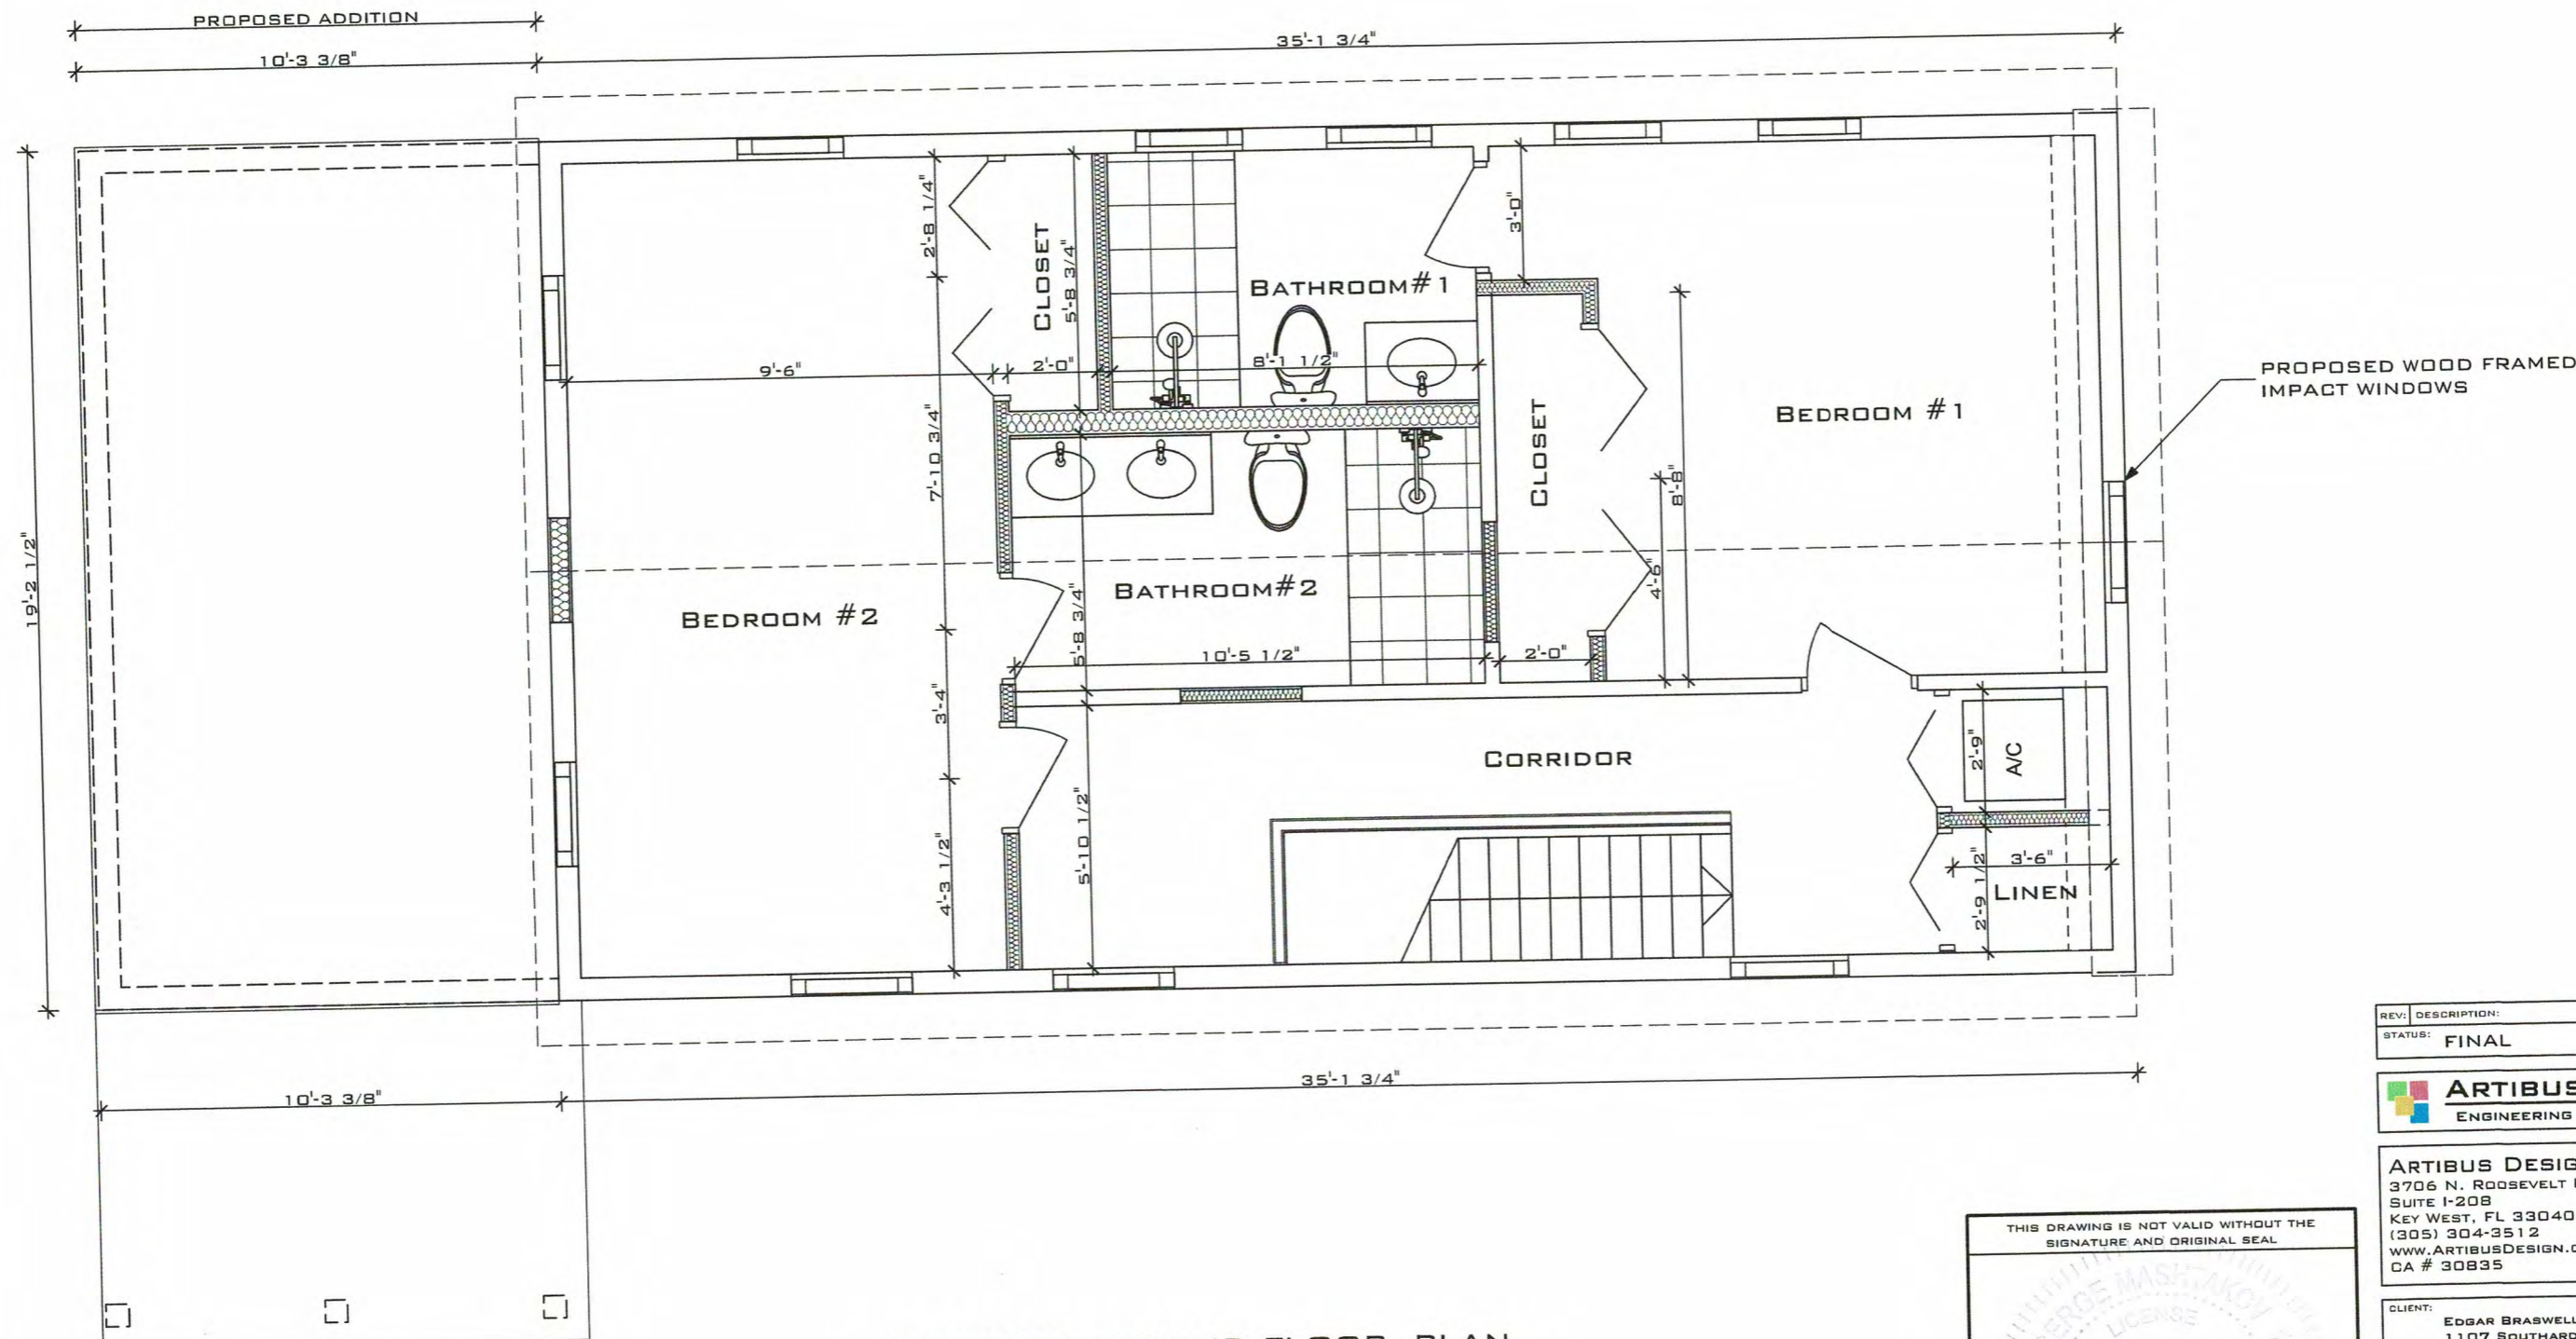 PROPOSED ADDITION
10'-3 3/8"
35'-1 3/4"
19'-2 1/2"
2'-8 1/4"
CLOSET
5'-8 3/4"
BATHROOM#1
3'-0"
9'-6"
2'-0"
8'-1 1/2"
PROPOSED WOOD FRAMED
IMPACT WINDOWS
BEDROOM #1
CLOSET
7'-10 3/4"
8'-8"
4'-6"
BEDROOM #2
BATHROOM#2
5'-8 3/4"
10'-5 1/2"
2'-0"
3'-4"
CORRIDOR
2'-9"
A/C
5'-10 1/2"
4'-3 1/2"
3'-6"
2'-9 1/2"
LINEN
10'-3 3/8"
35'-1 3/4"
REV: DESCRIPTION:
STATUS: FINAL
ARTIBUS
ENGINEERING
ARTIBUS
3706 N. ROOSEVELT
SUITE I-208
KEY WEST, FL 33040
(305) 304-3512
CA # 30835
CLIENT:
EDGAR BRASWELL
1107 SOUTHARD
THIS DRAWING IS NOT VALID WITHOUT THE
SIGNATURE AND ORIGINAL SEAL
LICENSE
FLOOR PLAN